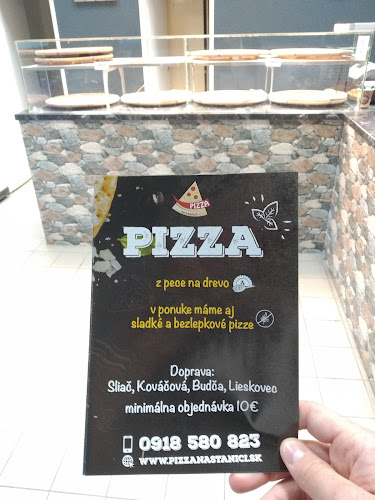 PIZZA
PIZZA
z pece na drevo
v ponuke máme aj
sladké a bezlepkové pizze
Doprava:
Sliač, Kováčová, Budča, Lieskovec
minimálna objednávka 10€
0918 580 823
WWW.PIZZANASTANICI.SK